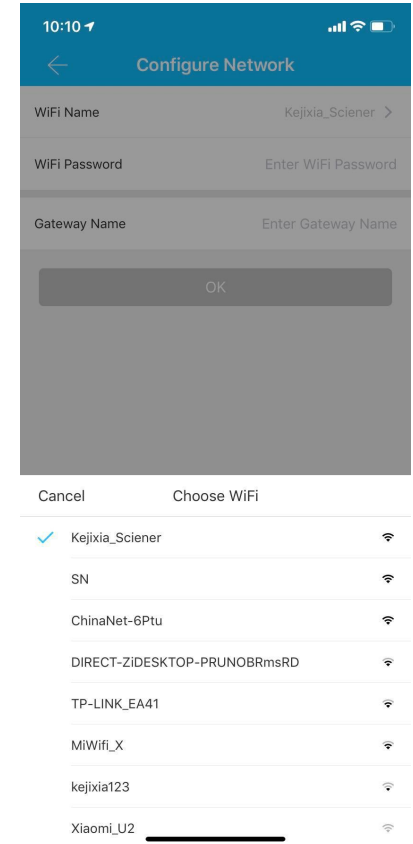 10:10
Configure Network
WiFi Name Kejixia_Sciener
WiFi Password Enter WiFi Password
Gateway Name Enter Gateway Name
OK
Cancel Choose WiFi
Kejixia_Sciener
SN
ChinaNet-6Ptu
DIRECT-ZiDESKTOP-PRUNOBRmsRD
TP-LINK_EA41
MiWifi_X
kejixia123
Xiaomi_U2